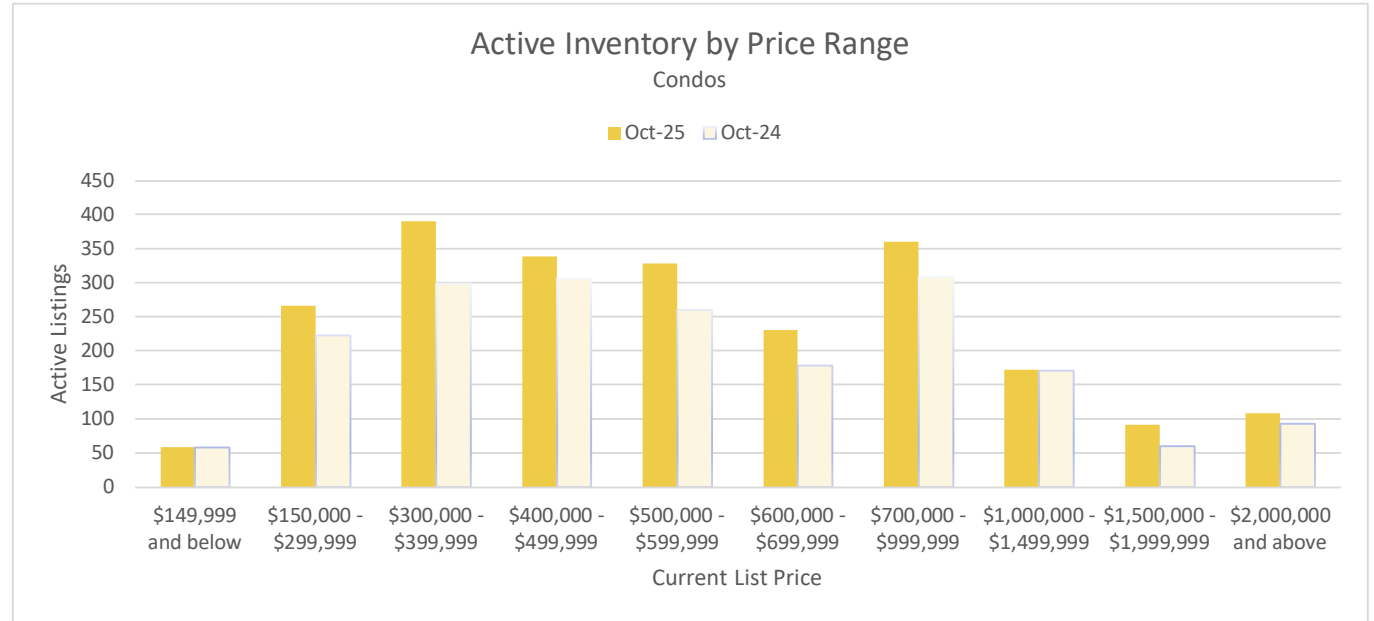 Active Inventory by Price Range
Condos
Oct-25 Oct-24
450
400
350
300
250
200
150
100
50
0
Active Listings
$149,999 $150,000 - $300,000 - $400,000 - $500,000 - $600,000 - $700,000 - $1,000,000 - $1,500,000 - $2,000,000
and below $299,999 $399,999 $499,999 $599,999 $699,999 $999,999 $1,499,999 $1,999,999 and above
Current List Price